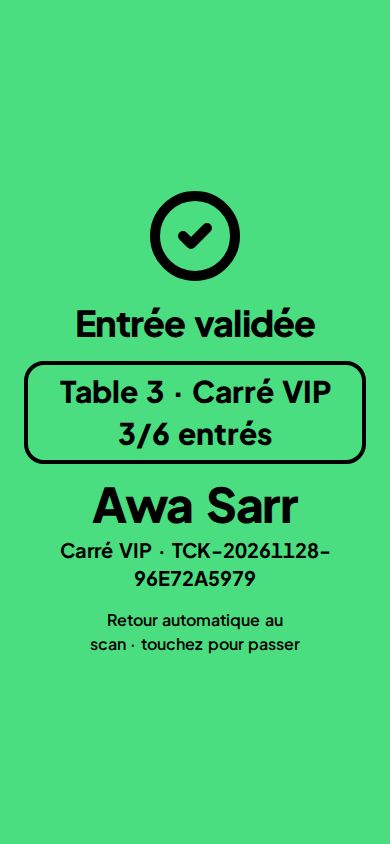 Entrée validée
Table 3 · Carré VIP
3/6 entrés
Awa Sarr
Carré VIP · TCK-20261128-
96E72A5979
Retour automatique au
scan · touchez pour passer